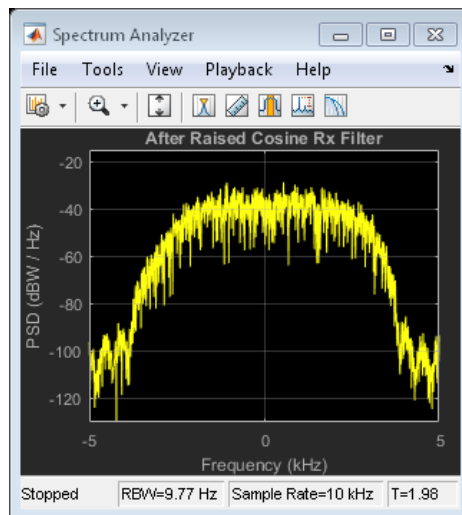 Spectrum Analyzer
File Tools View Playback Help
After Raised Cosine Rx Filter
-20
-40
-60
-80
-100
-120
PSD (dBW / Hz)
-5 0 5
Frequency (kHz)
Stopped RBW=9.77 Hz Sample Rate=10 kHz T=1.98